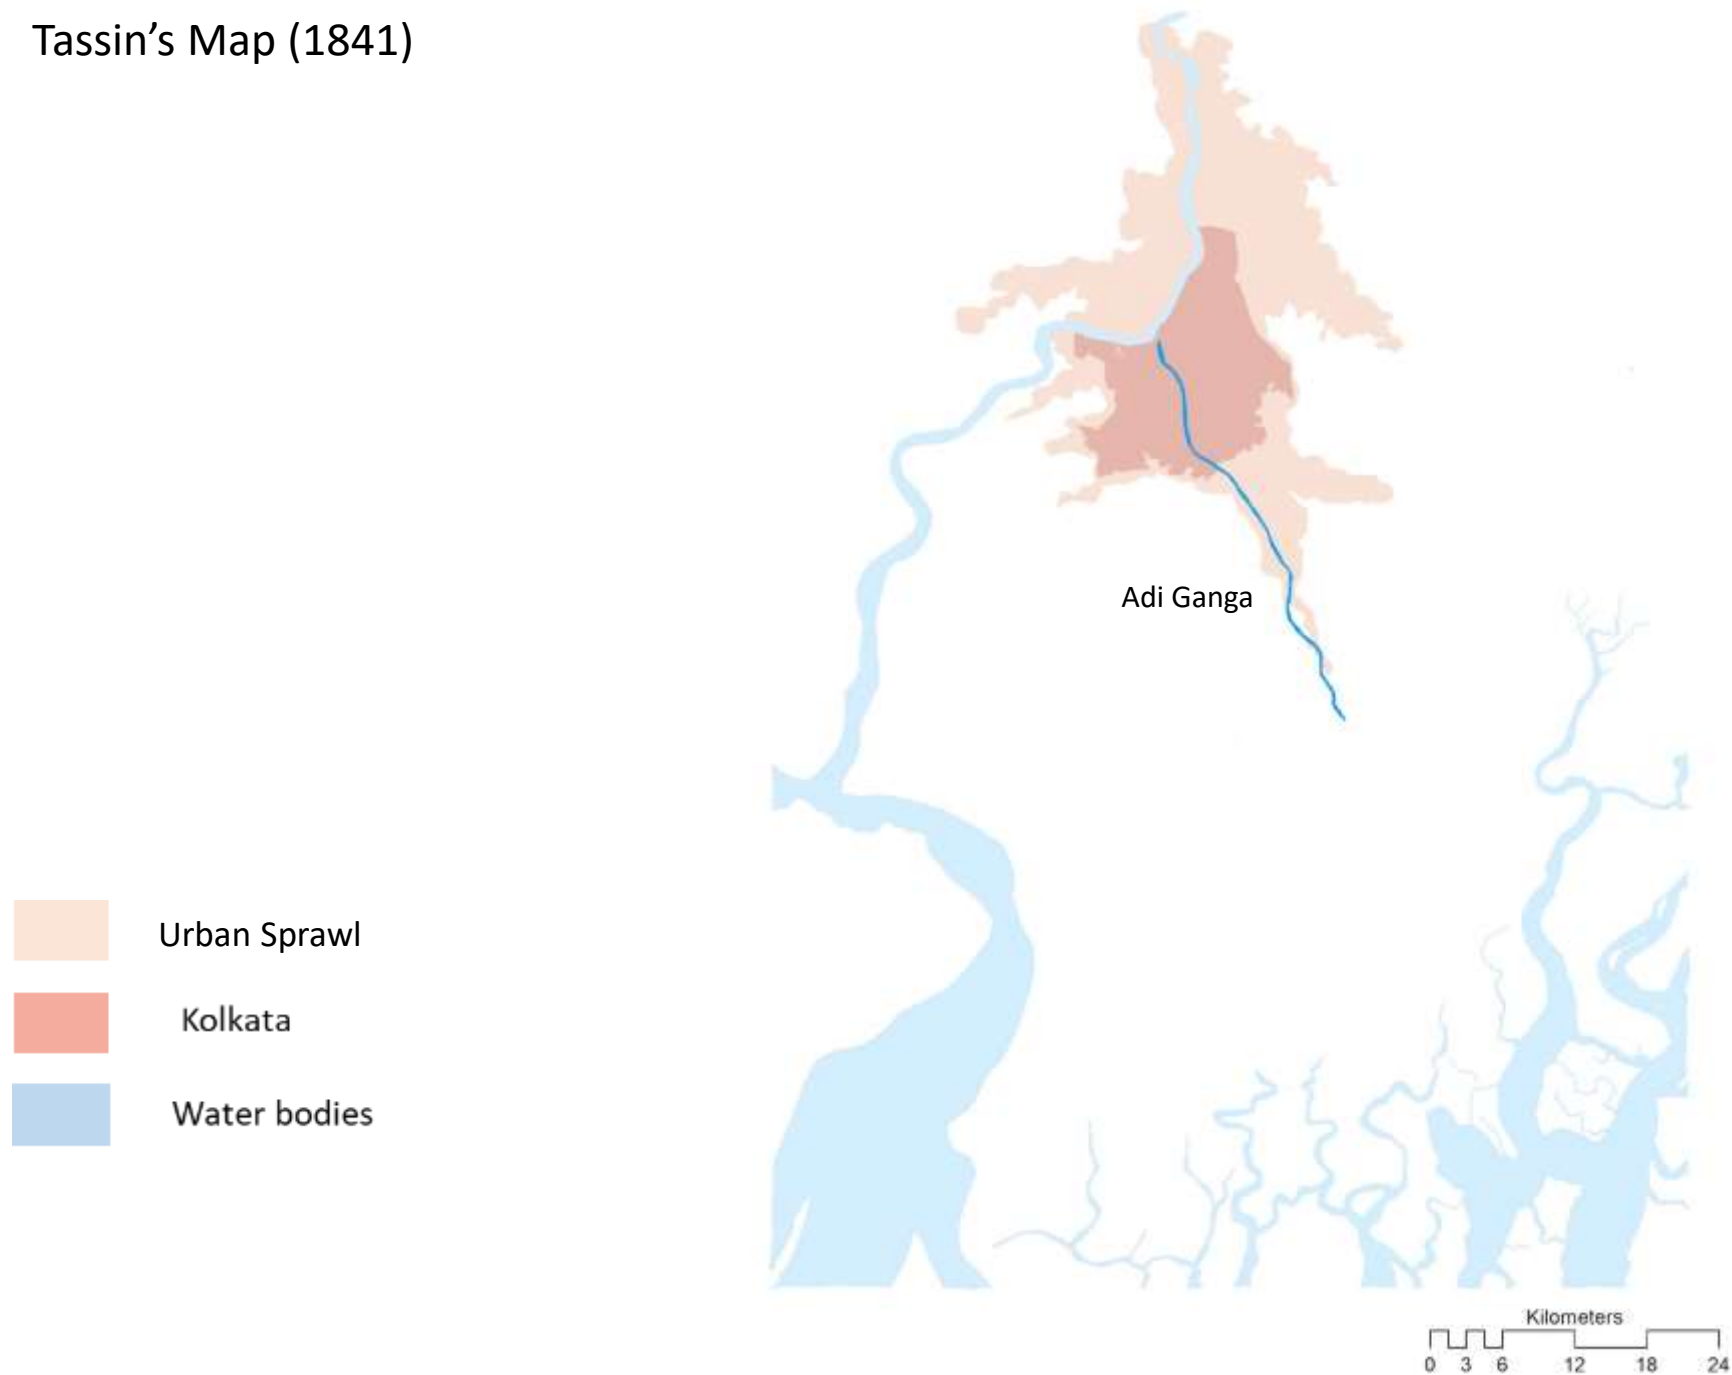 Tassin’s Map (1841)
Adi Ganga
Urban Sprawl
Kolkata
Water bodies
Kilometers
0 3 6 12 18 24